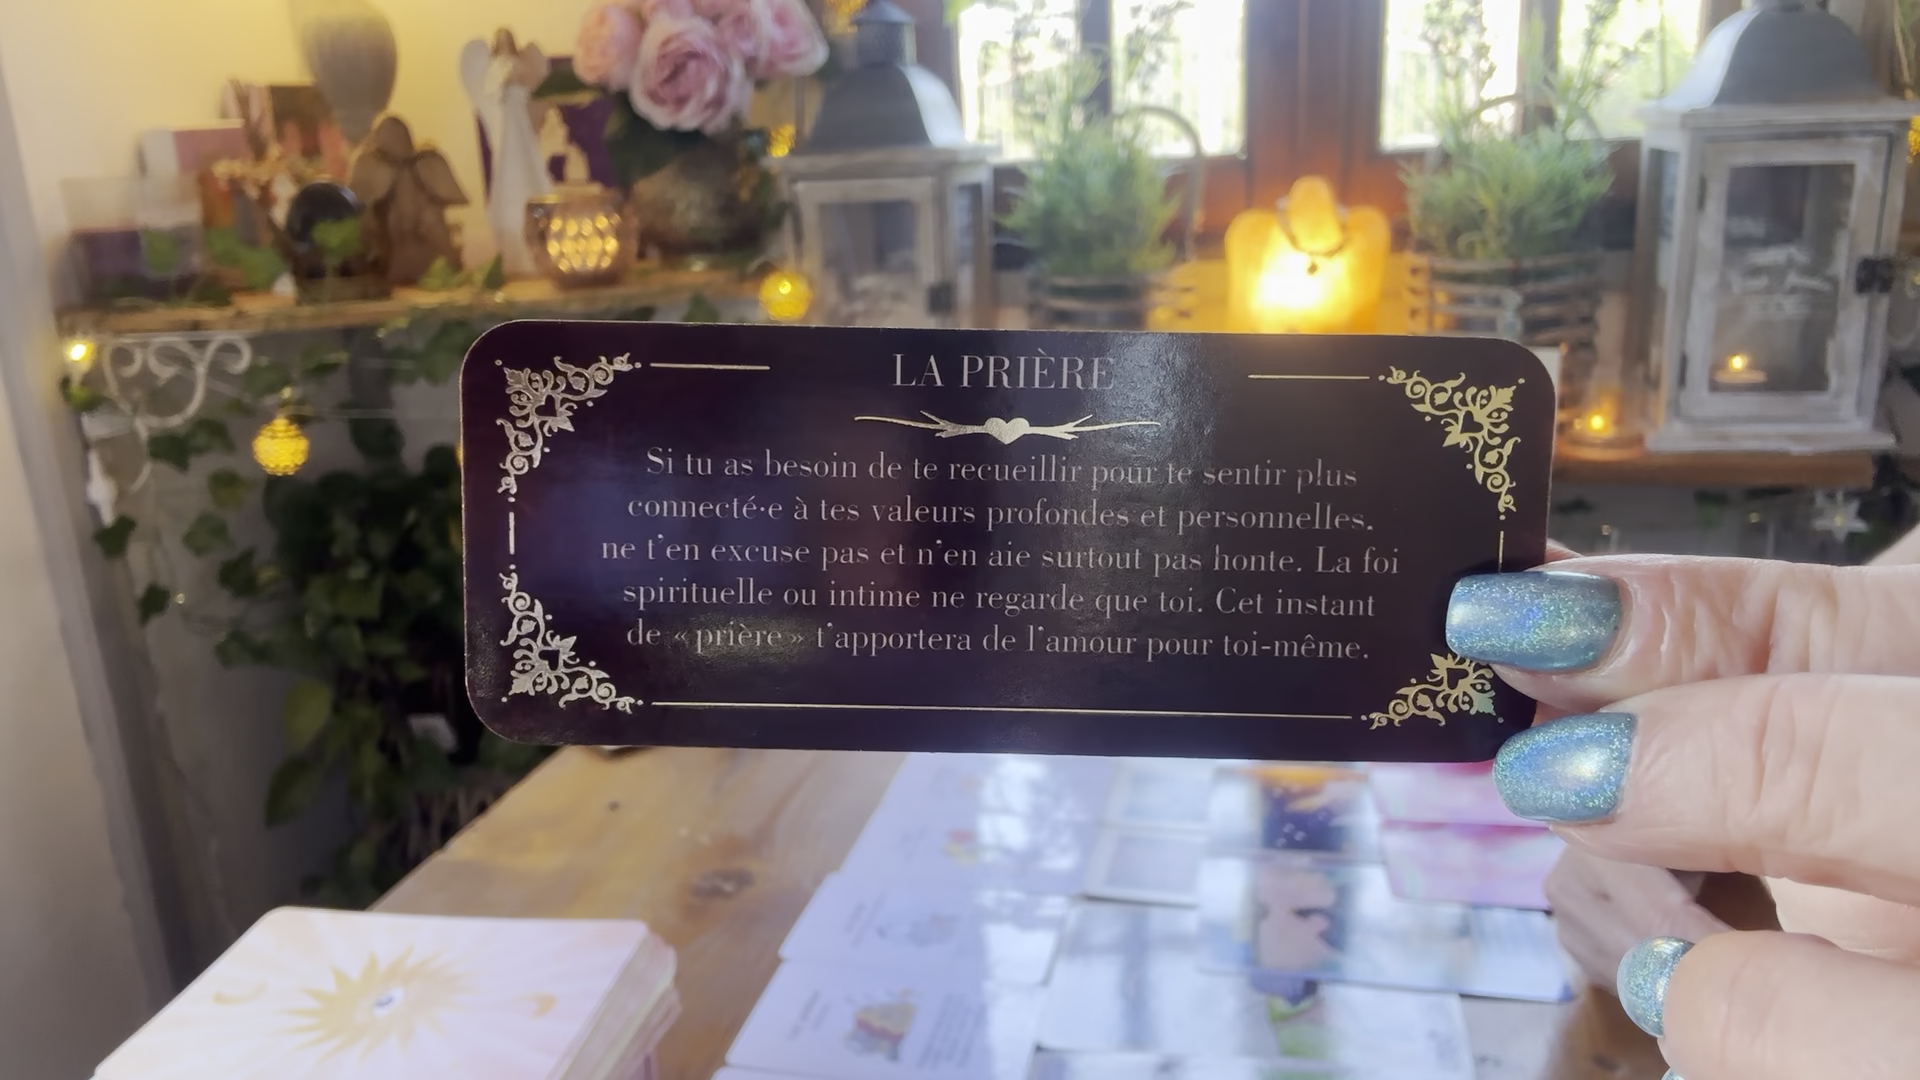 LA PRIÈRE
Si tu as besoin de te recueillir pour te sentir plus
connecté·e à tes valeurs profondes et personnelles.
ne t'en excuse pas et n'en aie surtout pas honte. La foi
spirituelle ou intime ne regarde que toi. Cet instant
de « prière » t'apportera de l'amour pour toi-même.